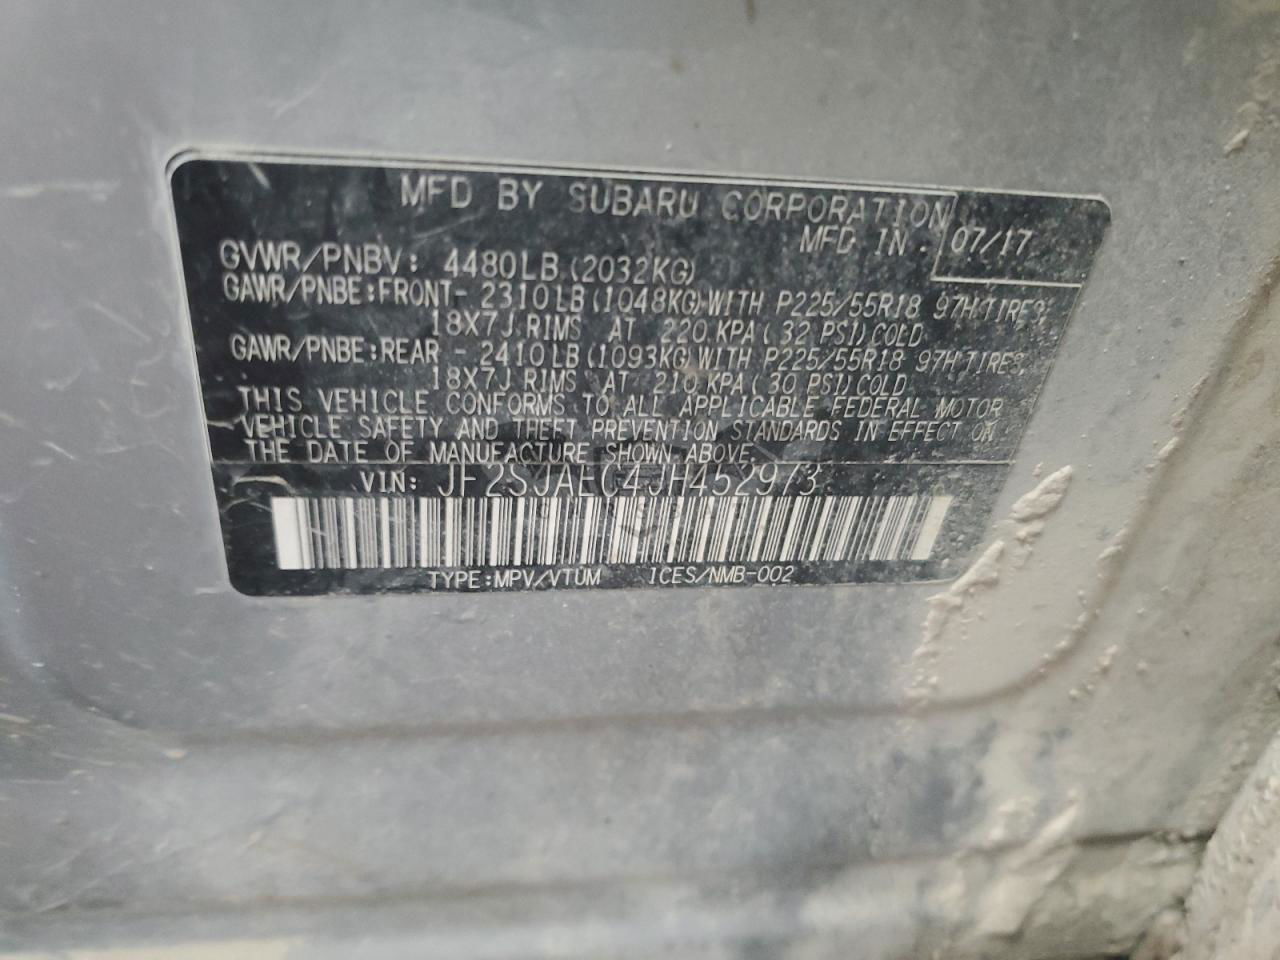 MFD BY SUBARU CORPORATION
MFD IN: 07/17
GVWR/PNBV: 4480LB(2032KG)
GAWR/PNBE:FRONT- 2310LB(1048KG)WITH P225/55R18 97H TIRES,
18X7J RIMS AT 220 KPA(32 PSI)COLD
GAWR/PNBE:REAR - 2410LB(1093KG)WITH P225/55R18 97H TIRES,
18X7J RIMS AT 210 KPA(30 PSI)COLD
THIS VEHICLE CONFORMS TO ALL APPLICABLE FEDERAL MOTOR
VEHICLE SAFETY AND THEFT PREVENTION STANDARDS IN EFFECT ON
THE DATE OF MANUFACTURE SHOWN ABOVE.
VIN: JF2SJAEC4JH452973
TYPE:MPV/VTUM ICES/NMB-002